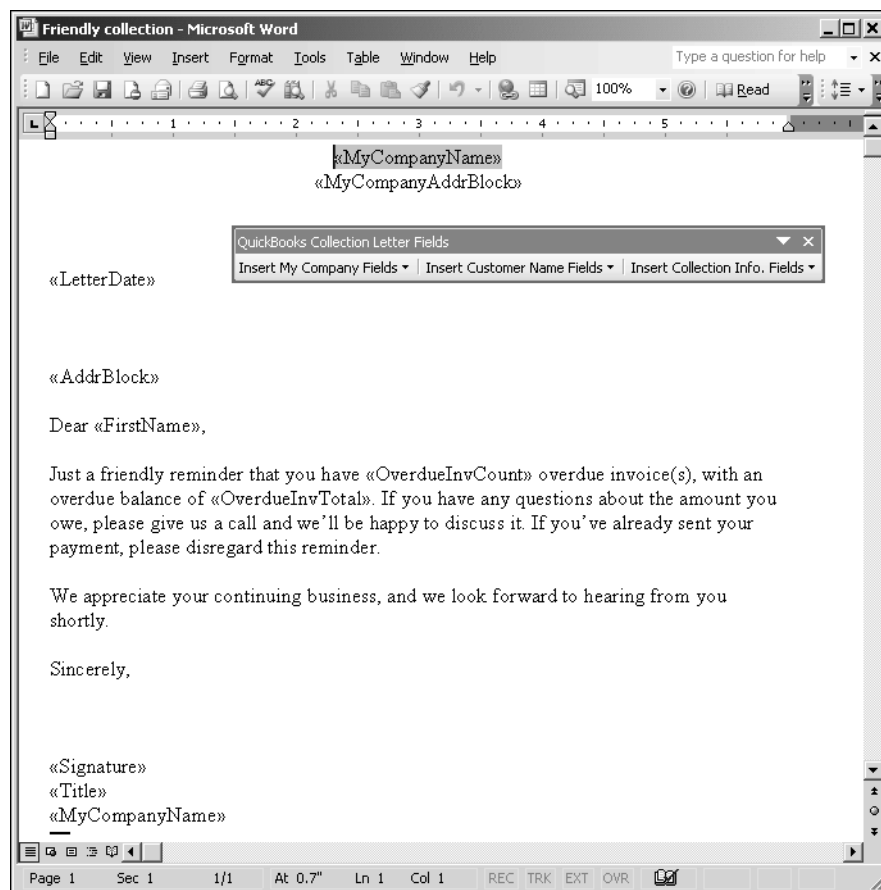 Friendly collection - Microsoft Word
File Edit View Insert Format Tools Table Window Help Type a question for help
ABC 100% Read
1 2 3 4 5
«MyCompanyName»
«MyCompanyAddrBlock»
QuickBooks Collection Letter Fields
Insert My Company Fields Insert Customer Name Fields Insert Collection Info. Fields
«LetterDate»
«AddrBlock»
Dear «FirstName»,
Just a friendly reminder that you have «OverdueInvCount» overdue invoice(s), with an
overdue balance of «OverdueInvTotal». If you have any questions about the amount you
owe, please give us a call and we'll be happy to discuss it. If you've already sent your
payment, please disregard this reminder.
We appreciate your continuing business, and we look forward to hearing from you
shortly.
Sincerely,
«Signature»
«Title»
«MyCompanyName»
Page 1 Sec 1 1/1 At 0.7" Ln 1 Col 1 REC TRK EXT OVR